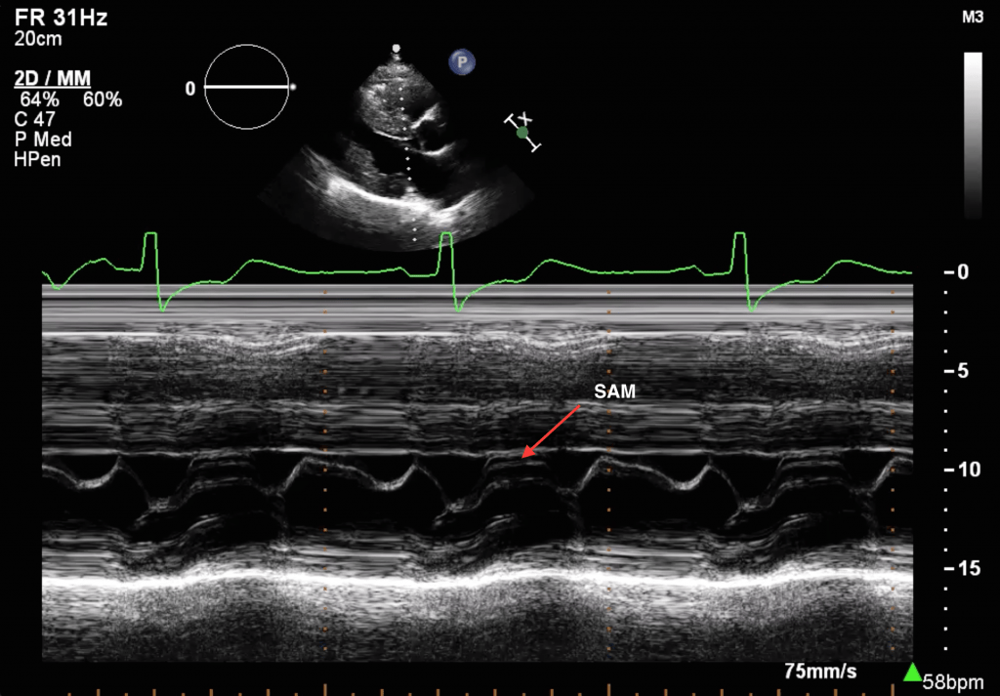 FR 31Hz
20cm
M3
2D / MM
64% 60%
C 47
P Med
HPen
0
P
X
0
5
SAM
10
15
75mm/s
58bpm